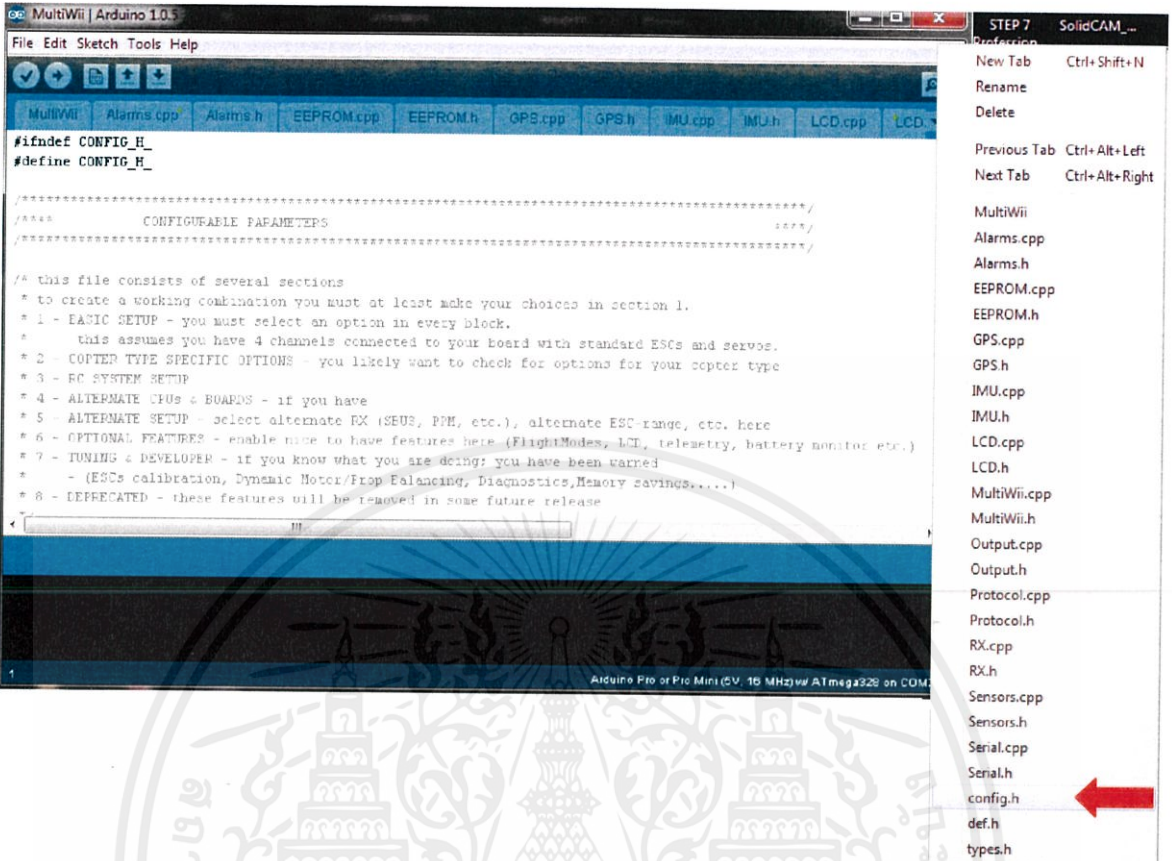 MultiWii | Arduino 1.0.5
File Edit Sketch Tools Help
MultiWii Alarms.cpp Alarms.h EEPROM.cpp EEPROM.h GPS.cpp GPS.h IMU.cpp IMU.h LCD.cpp LCD.
#ifndef CONFIG_H_
#define CONFIG_H_
/**** CONFIGURABLE PARAMETERS ****/
/* this file consists of several sections
* to create a working combination you must at least make your choices in section 1.
* 1 - BASIC SETUP - you must select an option in every block.
* this assumes you have 4 channels connected to your board with standard ESCs and servos.
* 2 - COPTER TYPE SPECIFIC OPTIONS - you likely want to check for options for your copter type
* 3 - RC SYSTEM SETUP
* 4 - ALTERNATE CPUs & BOARDS - if you have
* 5 - ALTERNATE SETUP - select alternate RX (SBUS, PPM, etc.), alternate ESC-range, etc. here
* 6 - OPTIONAL FEATURES - enable nice to have features here (FlightModes, LCD, telemetry, battery monitor etc.)
* 7 - TUNING & DEVELOPER - if you know what you are doing; you have been warned
* - (ESCs calibration, Dynamic Motor/Prop Balancing, Diagnostics,Memory savings.....)
* 8 - DEPRECATED - these features will be removed in some future release
1
Arduino Pro or Pro Mini (5V, 16 MHz) w/ ATmega328 on COM
STEP 7 SolidCAM_...
Profession
New Tab Ctrl+Shift+N
Rename
Delete
Previous Tab Ctrl+Alt+Left
Next Tab Ctrl+Alt+Right
MultiWii
Alarms.cpp
Alarms.h
EEPROM.cpp
EEPROM.h
GPS.cpp
GPS.h
IMU.cpp
IMU.h
LCD.cpp
LCD.h
MultiWii.cpp
MultiWii.h
Output.cpp
Output.h
Protocol.cpp
Protocol.h
RX.cpp
RX.h
Sensors.cpp
Sensors.h
Serial.cpp
Serial.h
config.h
def.h
types.h